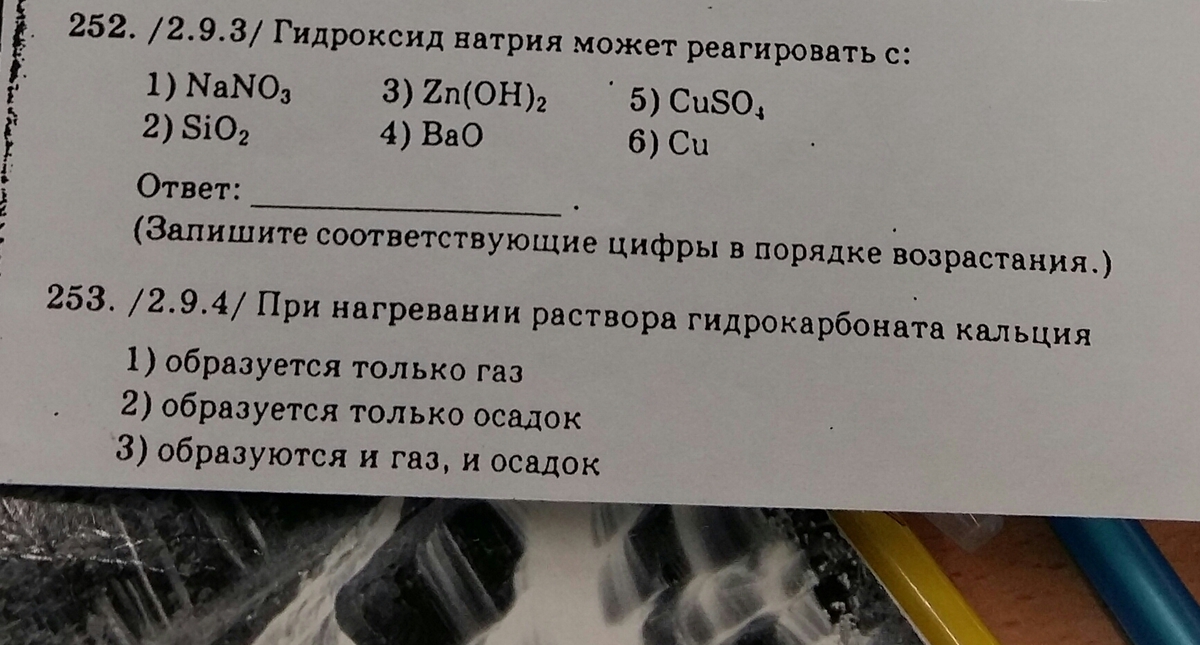 252. /2.9.3/ Гидроксид натрия может реагировать с:
1) NaNO₃ 3) Zn(OH)₂ 5) CuSO₄
2) SiO₂ 4) BaO 6) Cu
Ответ: ____________________ .
(Запишите соответствующие цифры в порядке возрастания.)
253. /2.9.4/ При нагревании раствора гидрокарбоната кальция
1) образуется только газ
2) образуется только осадок
3) образуются и газ, и осадок